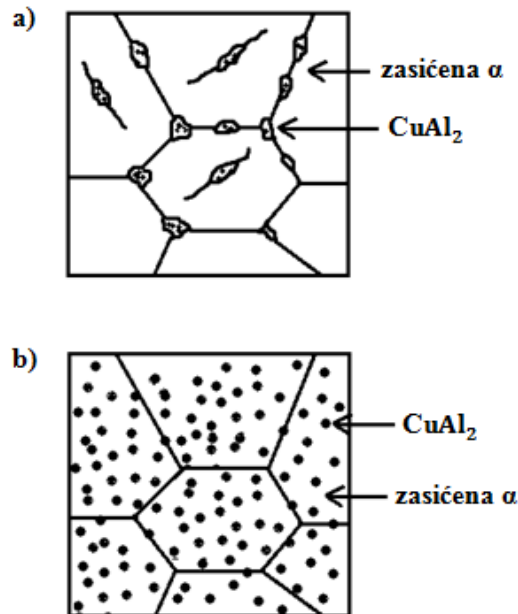 a)
zasićena α
CuAl₂
b)
CuAl₂
zasićena α